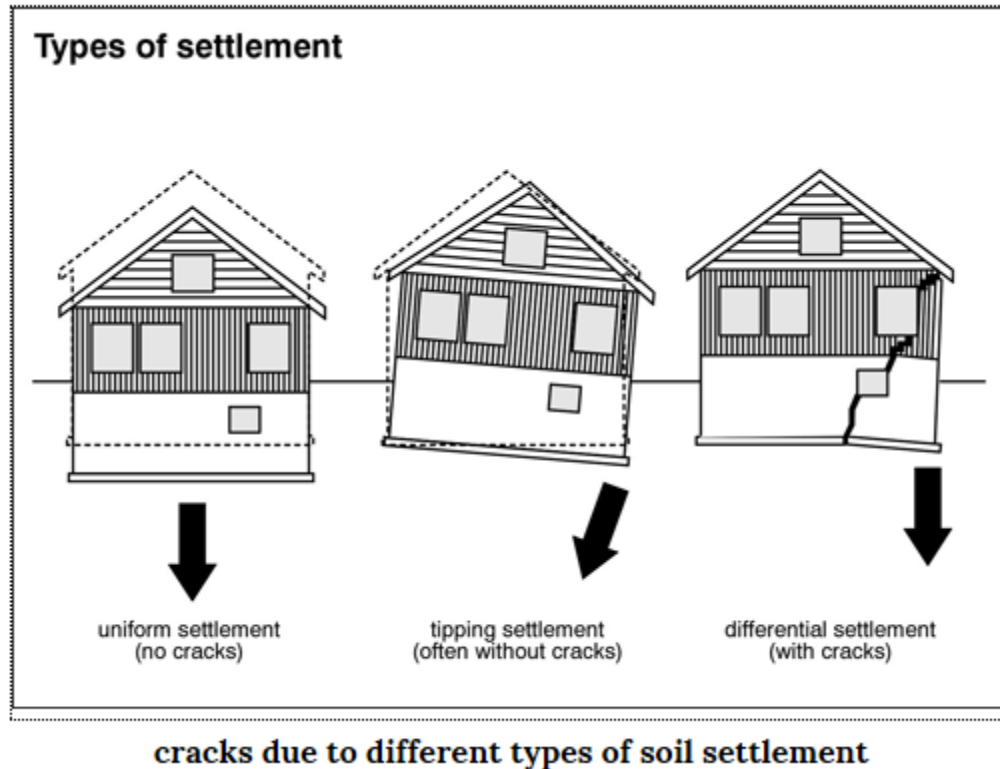 Types of settlement
uniform settlement
(no cracks)
tipping settlement
(often without cracks)
differential settlement
(with cracks)
cracks due to different types of soil settlement